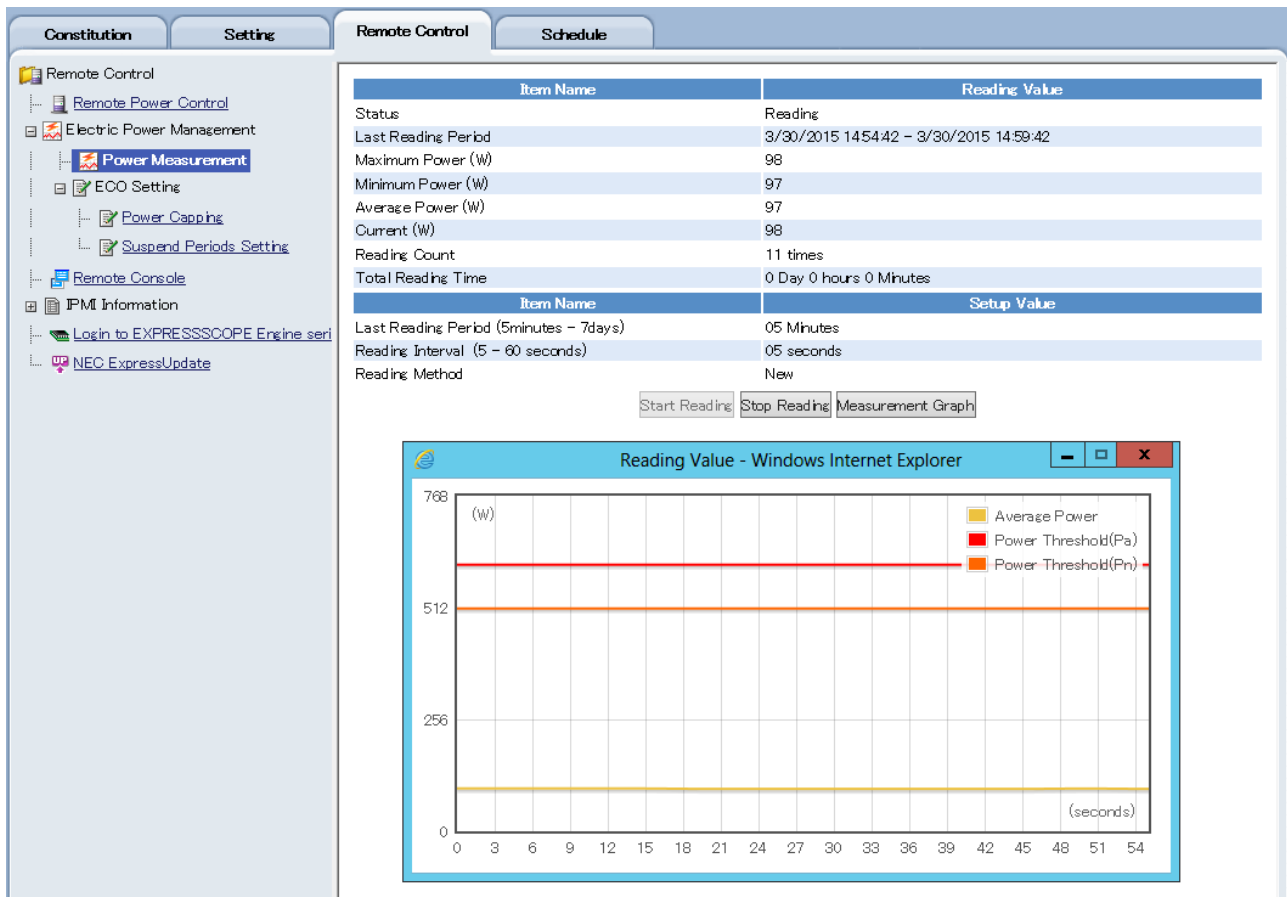 Constitution Setting Remote Control Schedule
Remote Control
Remote Power Control
Electric Power Management
Power Measurement
ECO Setting
Power Capping
Suspend Periods Setting
Remote Console
IPMI Information
Login to EXPRESSSCOPE Engine seri
NEC ExpressUpdate
Item Name Reading Value
Status Reading
Last Reading Period 3/30/2015 14:54:42 - 3/30/2015 14:59:42
Maximum Power (W) 98
Minimum Power (W) 97
Average Power (W) 97
Current (W) 98
Reading Count 11 times
Total Reading Time 0 Day 0 hours 0 Minutes
Item Name Setup Value
Last Reading Period (5minutes - 7days) 05 Minutes
Reading Interval (5 - 60 seconds) 05 seconds
Reading Method New
Start Reading Stop Reading Measurement Graph
Reading Value - Windows Internet Explorer
768
(W)
Average Power
Power Threshold(Pa)
Power Threshold(Pn)
512
256
(seconds)
0
0 3 6 9 12 15 18 21 24 27 30 33 36 39 42 45 48 51 54